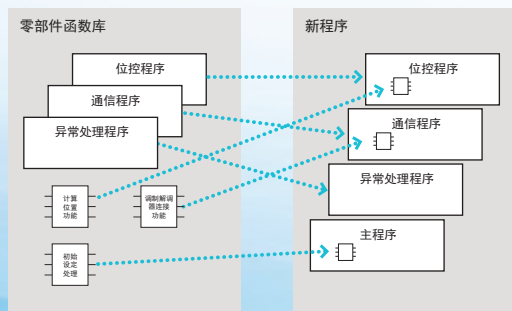 零部件函数库
位控程序
通信程序
异常处理程序
计算
位置
功能
调制解调
器连接
功能
初始
设定
处理
新程序
位控程序
通信程序
异常处理程序
主程序